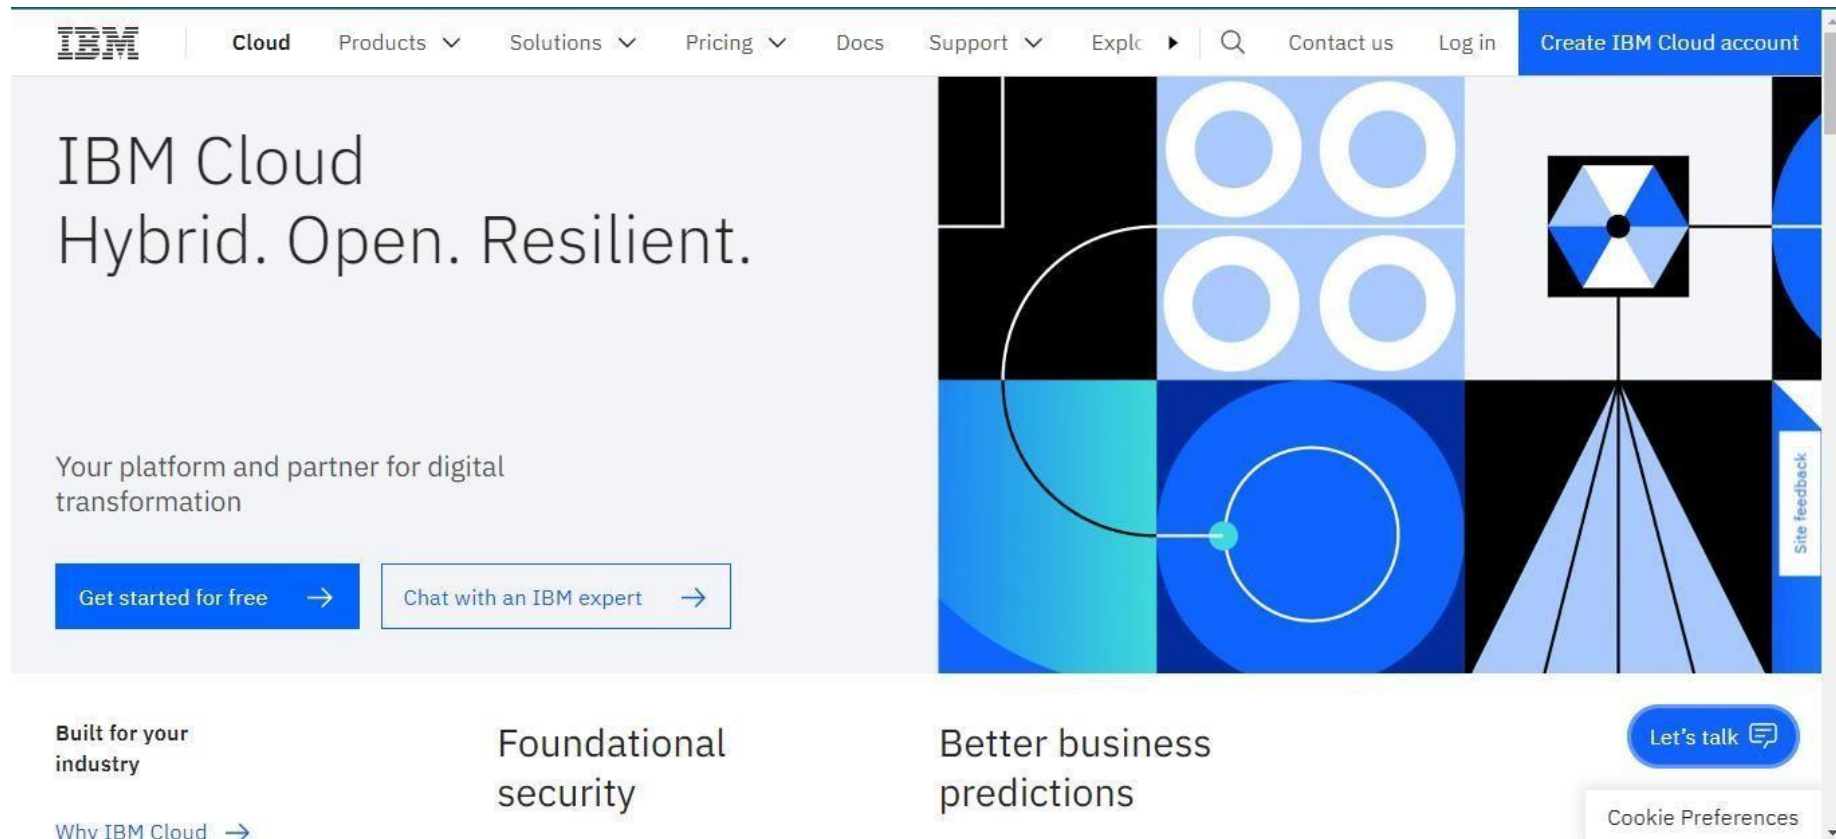 IBM
Cloud
Products
Solutions
Pricing
Docs
Support
Explo
Contact us
Log in
Create IBM Cloud account
IBM Cloud
Hybrid. Open. Resilient.
Your platform and partner for digital
transformation
Get started for free
Chat with an IBM expert
Site feedback
Built for your
industry
Why IBM Cloud
Foundational
security
Better business
predictions
Let's talk
Cookie Preferences